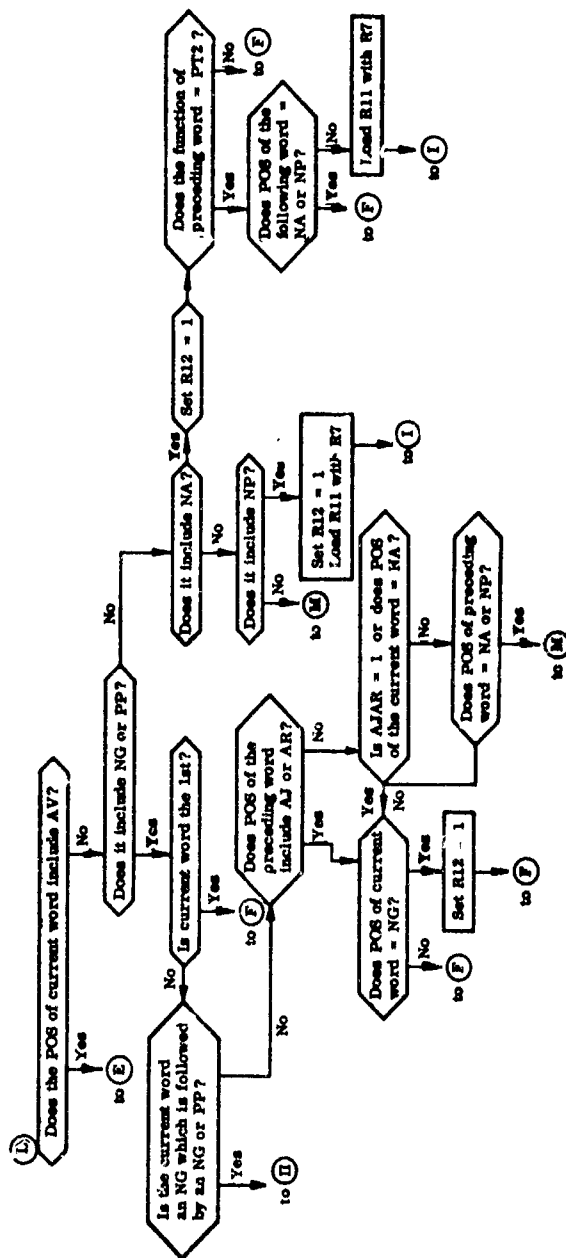 L
Does the POS of current word include AV?
Yes
to E
No
Does it include NG or PP?
No
Yes
Is current word the 1st?
Yes
to F
No
Is the current word
an NG which is followed
by an NG or PP?
Yes
to H
No
Does POS of the
preceding word
include AJ or AR?
Yes
No
Is AJAR = 1 or does POS
of the current word = NA?
Yes
No
Does POS of preceding
word = NA or NP?
No
Yes
to M
Does POS of current
word = NG?
No
to F
Yes
Set R12 - 1
to F
Does it include NA?
Yes
No
Does it include NP?
No
to M
Yes
Set R12 = 1
Load R11 with R7
to I
Set R12 = 1
Does the function of
preceding word = PT2?
No
to F
Yes
Does POS of the
following word =
NA or NP?
Yes
to F
No
Load R11 with R7
to I